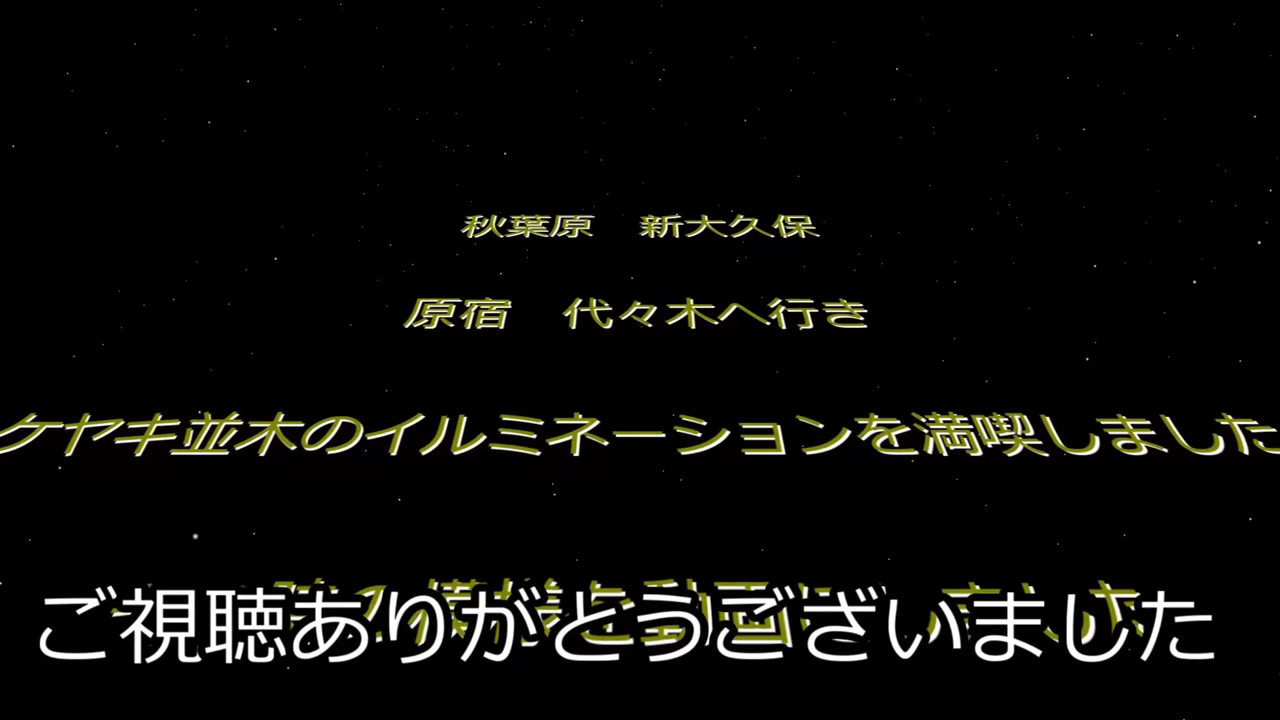 秋葉原　新大久保
原宿　代々木へ行き
ケヤキ並木のイルミネーションを満喫しました
ご視聴ありがとうございました